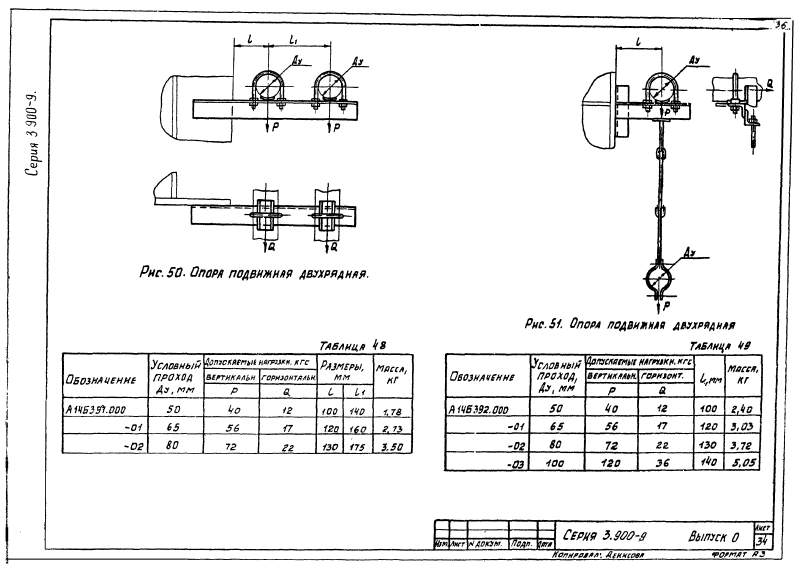 36
Серия 3.900-9.
l
l1
Ду
Ду
P
P
Q
Q
Рис. 50. Опора подвижная двухрядная.
l
Ду
P
Q
Ду
P
Рис. 51. Опора подвижная двухрядная
Таблица 48
Обозначение | Условный проход Ду, мм | Допускаемые нагрузки. кгс | Размеры, мм | Масса, кг
вертикальн. P | горизонтальн. Q | l | l1
А14Б391.000 50 40 12 100 140 1,78
-01 65 56 17 120 160 2,73
-02 80 72 22 130 175 3,50
Таблица 49
Обозначение | Условный проход, Ду, мм | Допускаемые нагрузки, кгс | l, мм | Масса, кг
вертикальн. P | горизонт. Q
А14Б392.000 50 40 12 100 2,40
-01 65 56 17 120 3,03
-02 80 72 22 130 3,72
-03 100 120 36 140 5,05
Изм Лист N докум. Подп. Дата
Серия 3.900-9 Выпуск 0
Лист
34
Копировал: Денисова Формат А3